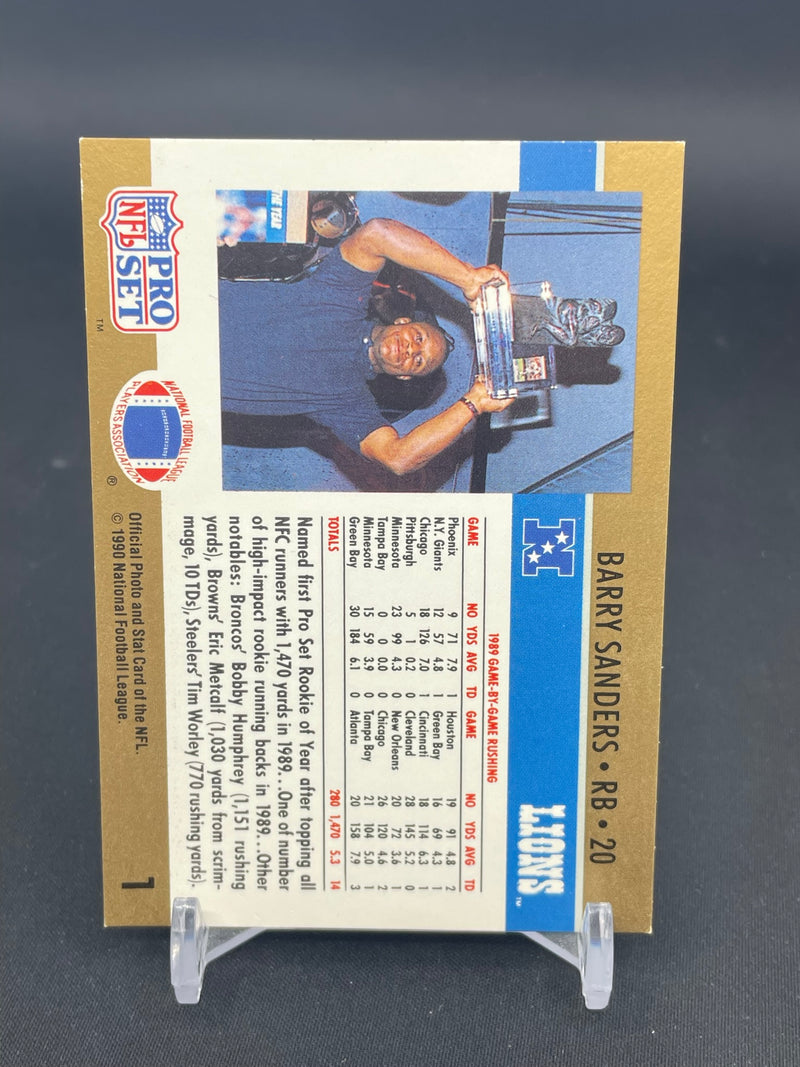 BARRY SANDERS • RB • 20
LIONS
TM
THE YEAR
1989 GAME-BY-GAME RUSHING
GAME NO YDS AVG TD GAME NO YDS AVG TD
Phoenix 9 71 7.9 1 Houston 19 91 4.8 2
N.Y. Giants 12 57 4.8 1 Green Bay 16 69 4.3 1
Chicago 18 126 7.0 1 Cincinnati 18 114 6.3 1
Pittsburgh 5 1 0.2 0 Cleveland 28 145 5.2 0
Minnesota 23 99 4.3 0 New Orleans 20 72 3.6 1
Tampa Bay 0 0 0.0 0 Chicago 26 120 4.6 2
Minnesota 15 59 3.9 0 Tampa Bay 21 104 5.0 1
Green Bay 30 184 6.1 0 Atlanta 20 158 7.9 3
TOTALS 280 1,470 5.3 14
Named first Pro Set Rookie of Year after topping all
NFC runners with 1,470 yards in 1989...One of number
of high-impact rookie running backs in 1989...Other
notables: Broncos' Bobby Humphrey (1,151 rushing
yards), Browns' Eric Metcalf (1,030 yards from scrim-
mage, 10 TDs), Steelers' Tim Worley (770 rushing yards).
PRO
NFL
SET
TM
NATIONAL FOOTBALL LEAGUE
PLAYERS ASSOCIATION
®
Official Photo and Stat Card of the NFL.
© 1990 National Football League.
1